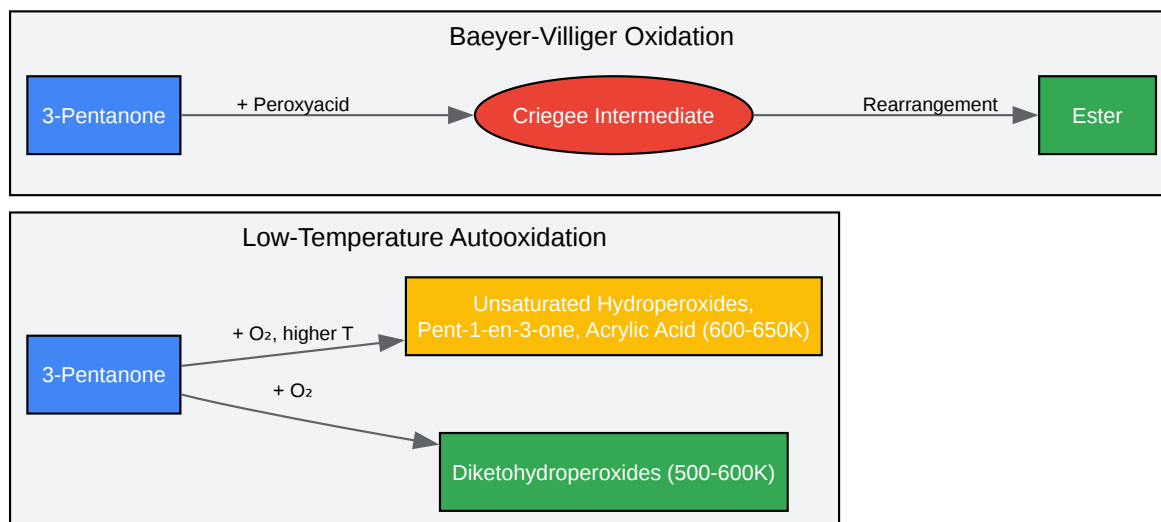 Baeyer-Villiger Oxidation
3-Pentanone
+ Peroxyacid
Criegee Intermediate
Rearrangement
Ester
Low-Temperature Autooxidation
3-Pentanone
+ O₂, higher T
Unsaturated Hydroperoxides,
Pent-1-en-3-one, Acrylic Acid (600-650K)
+ O₂
Diketohydroperoxides (500-600K)